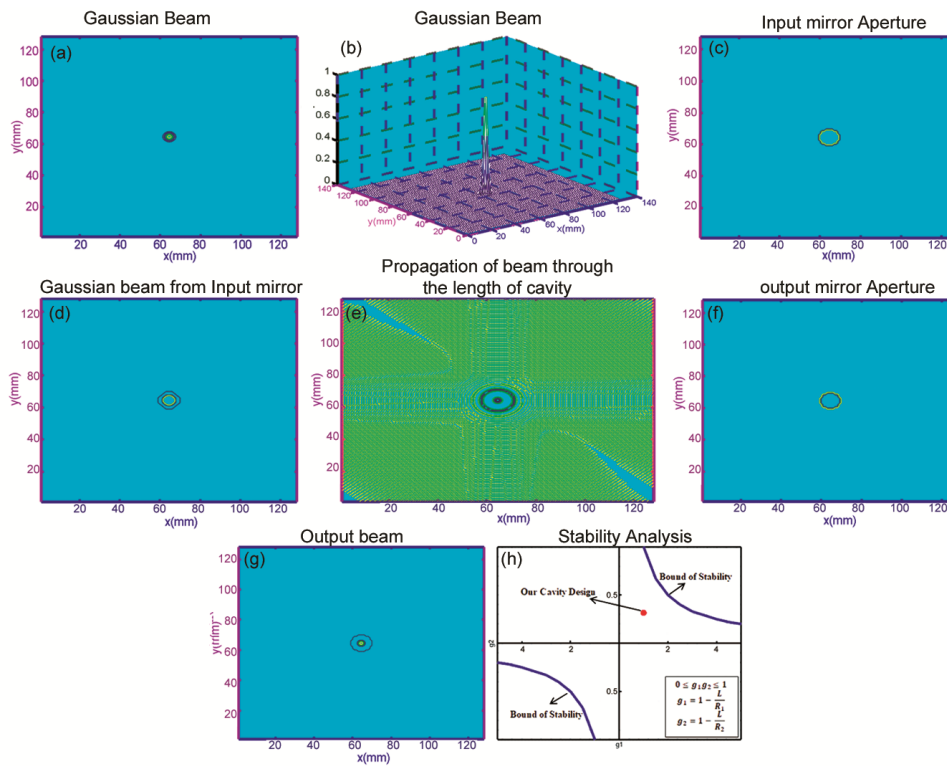 Gaussian Beam
(a)
y(mm)
120
100
80
60
40
20
20 40 60 80 100 120
x(mm)
Gaussian Beam
(b)
1
0.8
0.6
0.4
0.2
0
140
120
100
80
60
40
20
0
y(mm)
0
20
40
60
80
100
120
140
x(mm)
Input mirror Aperture
(c)
y(mm)
120
100
80
60
40
20
20 40 60 80 100 120
x(mm)
Gaussian beam from Input mirror
(d)
y(mm)
120
100
80
60
40
20
20 40 60 80 100 120
x(mm)
Propagation of beam through
the length of cavity
(e)
y(mm)
120
100
80
60
40
20
20 40 60 80 100 120
x(mm)
output mirror Aperture
(f)
y(mm)
120
100
80
60
40
20
20 40 60 80 100 120
x(mm)
Output beam
(g)
120
100
80
60
40
20
20 40 60 80 100 120
x(mm)
Stability Analysis
(h)
Bound of Stability
0.5
Our Cavity Design
g2
4 2 2 4
0.5
Bound of Stability
0 ≤ g₁g₂ ≤ 1
g₁ = 1 − L/R₁
g₂ = 1 − L/R₂
g1